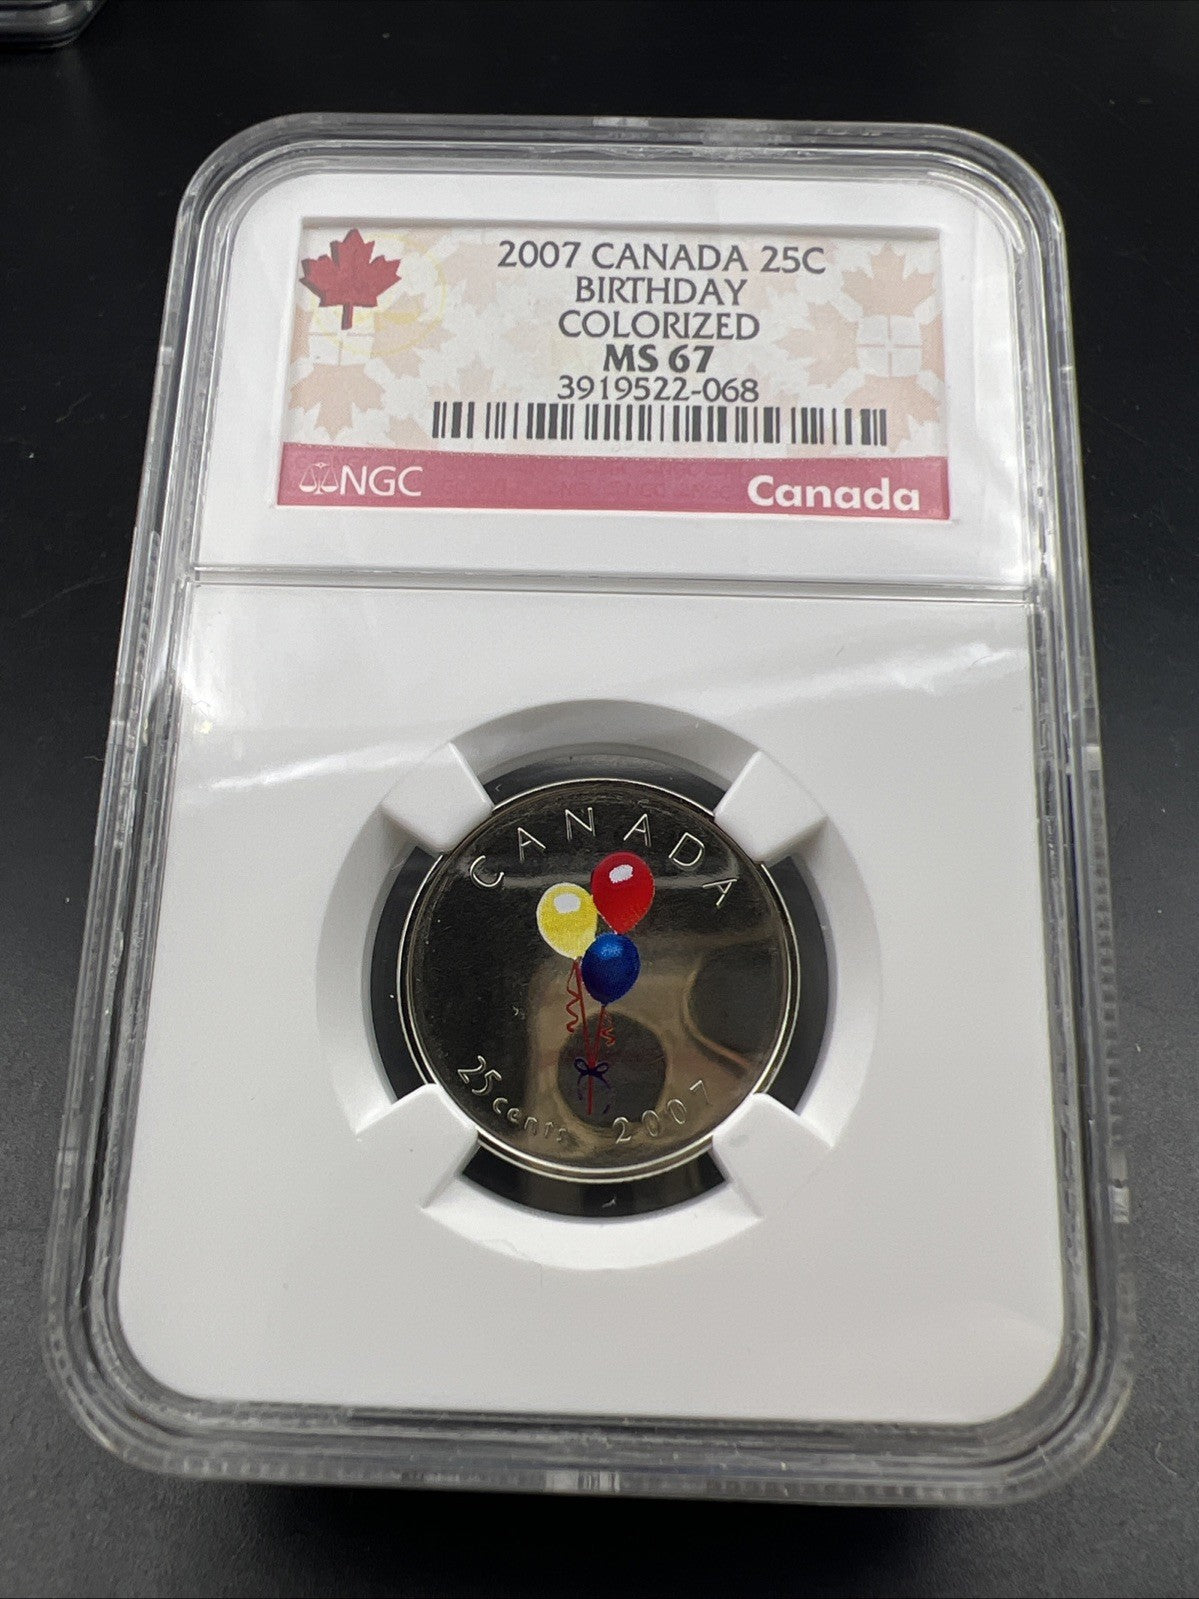 2007 CANADA 25C
BIRTHDAY
COLORIZED
MS 67
3919522-068
NGC
Canada
CANADA
25 cents 2007